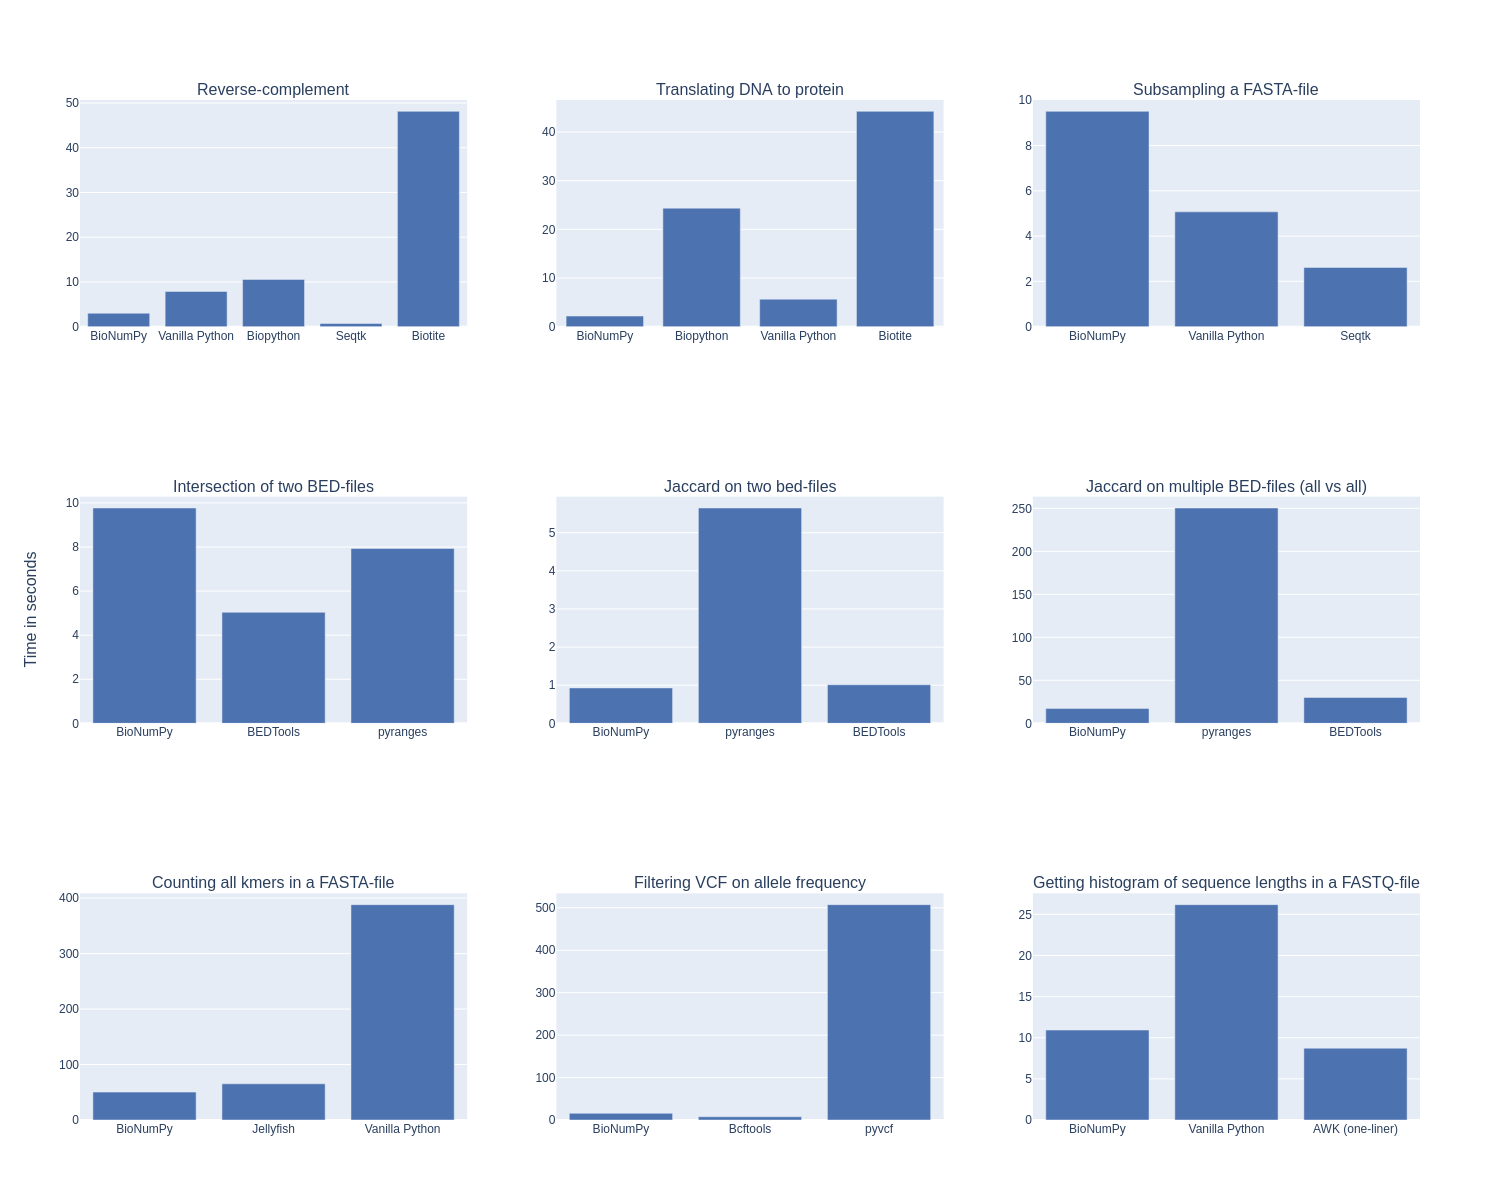 Reverse-complement
50
40
30
20
10
0
BioNumPy Vanilla Python Biopython Seqtk Biotite
Translating DNA to protein
40
30
20
10
0
BioNumPy Biopython Vanilla Python Biotite
Subsampling a FASTA-file
10
8
6
4
2
0
BioNumPy Vanilla Python Seqtk
Time in seconds
Intersection of two BED-files
10
8
6
4
2
0
BioNumPy BEDTools pyranges
Jaccard on two bed-files
5
4
3
2
1
0
BioNumPy pyranges BEDTools
Jaccard on multiple BED-files (all vs all)
250
200
150
100
50
0
BioNumPy pyranges BEDTools
Counting all kmers in a FASTA-file
400
300
200
100
0
BioNumPy Jellyfish Vanilla Python
Filtering VCF on allele frequency
500
400
300
200
100
0
BioNumPy Bcftools pyvcf
Getting histogram of sequence lengths in a FASTQ-file
25
20
15
10
5
0
BioNumPy Vanilla Python AWK (one-liner)